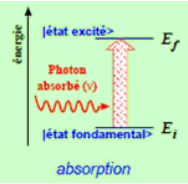 énergie
|état excité>
E_f
Photon
absorbé (ν)
|état fondamental>
E_i
absorption